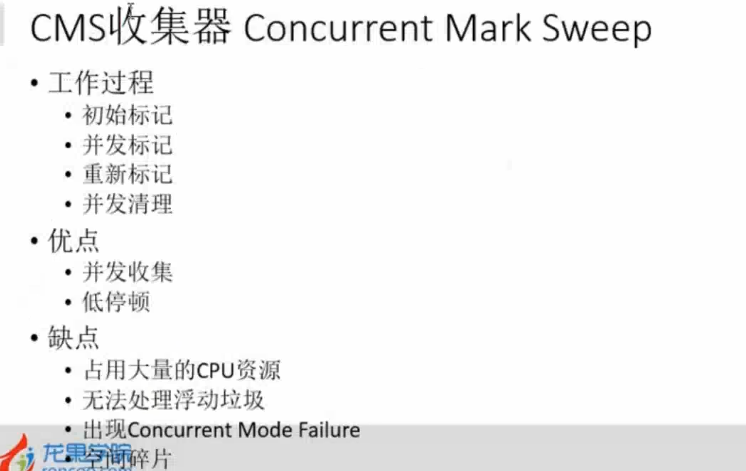 CMS收集器 Concurrent Mark Sweep
• 工作过程
• 初始标记
• 并发标记
• 重新标记
• 并发清理
• 优点
• 并发收集
• 低停顿
• 缺点
• 占用大量的CPU资源
• 无法处理浮动垃圾
• 出现Concurrent Mode Failure
• 空间碎片
龙果学院
roncoo.com